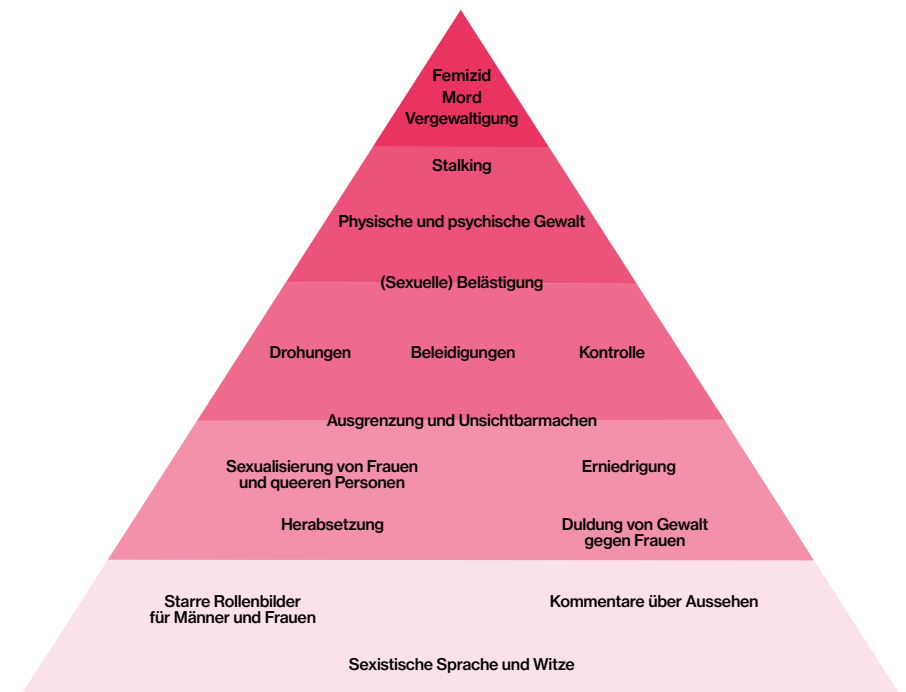 Femizid
Mord
Vergewaltigung
Stalking
Physische und psychische Gewalt
(Sexuelle) Belästigung
Drohungen
Beleidigungen
Kontrolle
Ausgrenzung und Unsichtbarmachen
Sexualisierung von Frauen
und queeren Personen
Erniedrigung
Herabsetzung
Duldung von Gewalt
gegen Frauen
Starre Rollenbilder
für Männer und Frauen
Kommentare über Aussehen
Sexistische Sprache und Witze